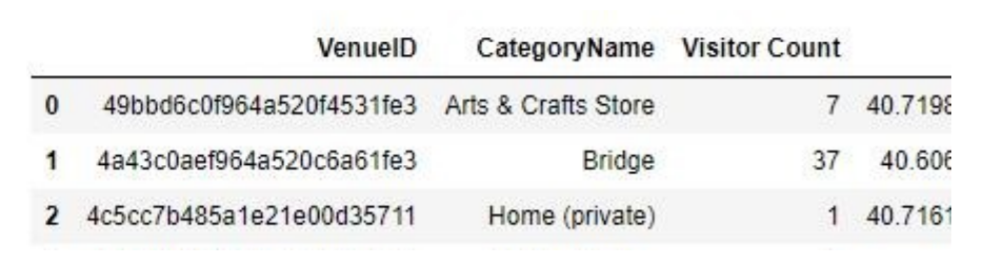 VenueID CategoryName Visitor Count
0 49bbd6c0f964a520f4531fe3 Arts & Crafts Store 7 40.7198
1 4a43c0aef964a520c6a61fe3 Bridge 37 40.606
2 4c5cc7b485a1e21e00d35711 Home (private) 1 40.7161